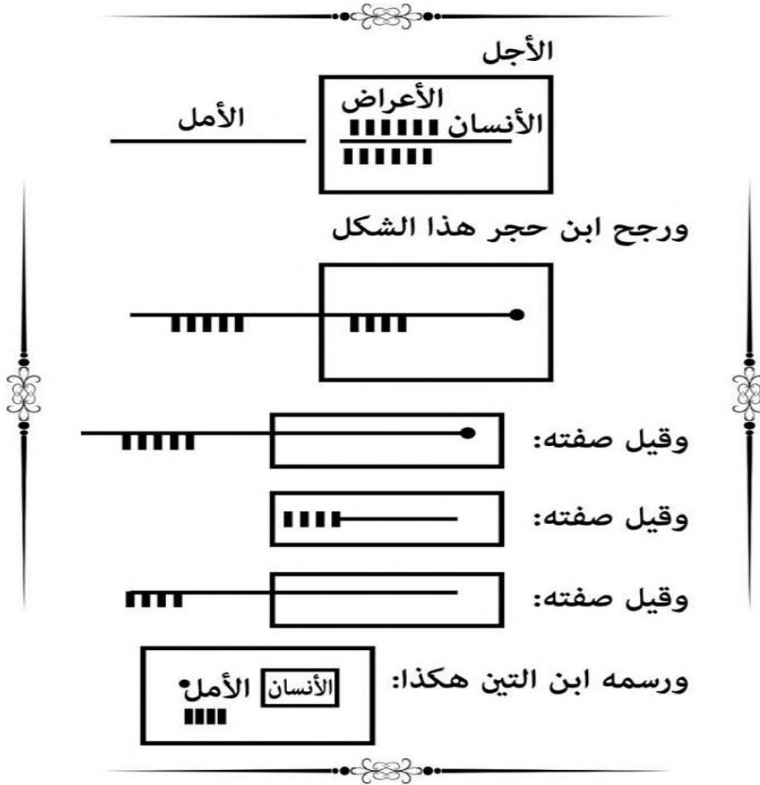 الأجل
الأعراض
الأنسان
الأمل
ورجح ابن حجر هذا الشكل
وقيل صفته:
وقيل صفته:
وقيل صفته:
ورسمه ابن التين هكذا:
الأنسان
الأمل